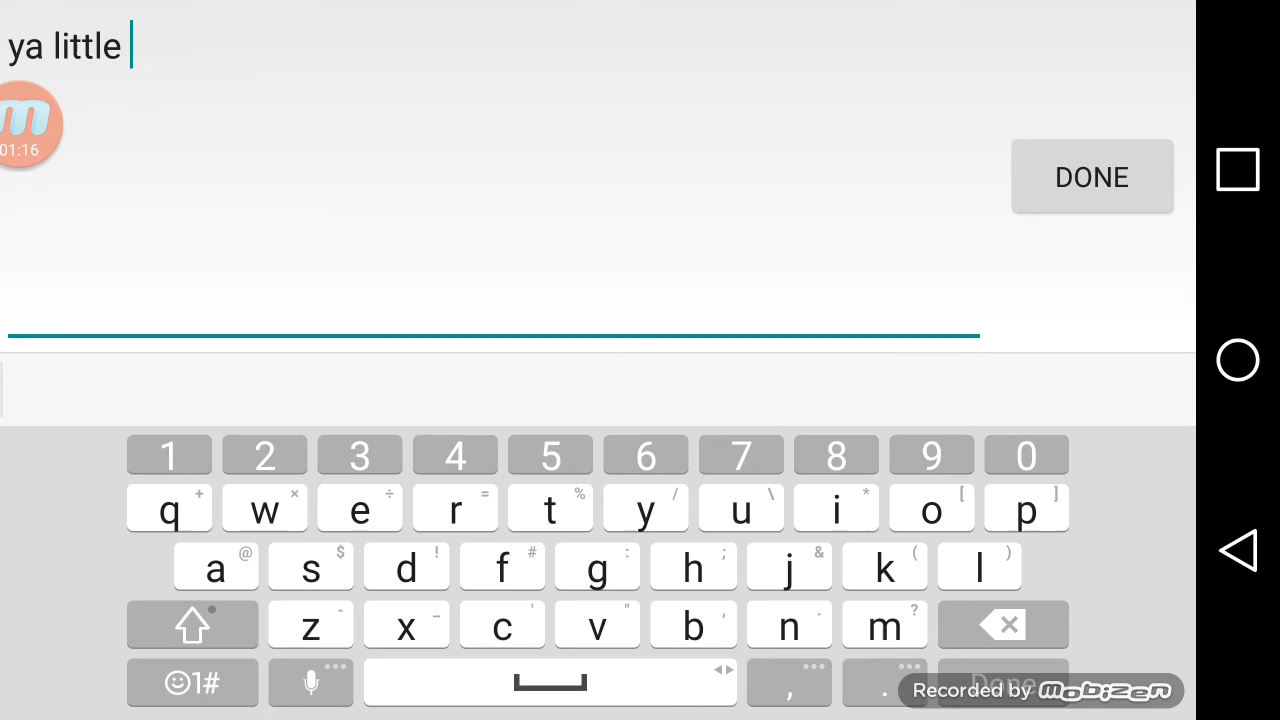 ya little
m
01:16
DONE
1 2 3 4 5 6 7 8 9 0
q + w × e ÷ r = t % y / u \ i * o [ p ]
a @ s $ d ! f # g : h ; j & k ( l )
z - x _ c ' v " b , n . m ?
1# , . Done
Recorded by mobizen